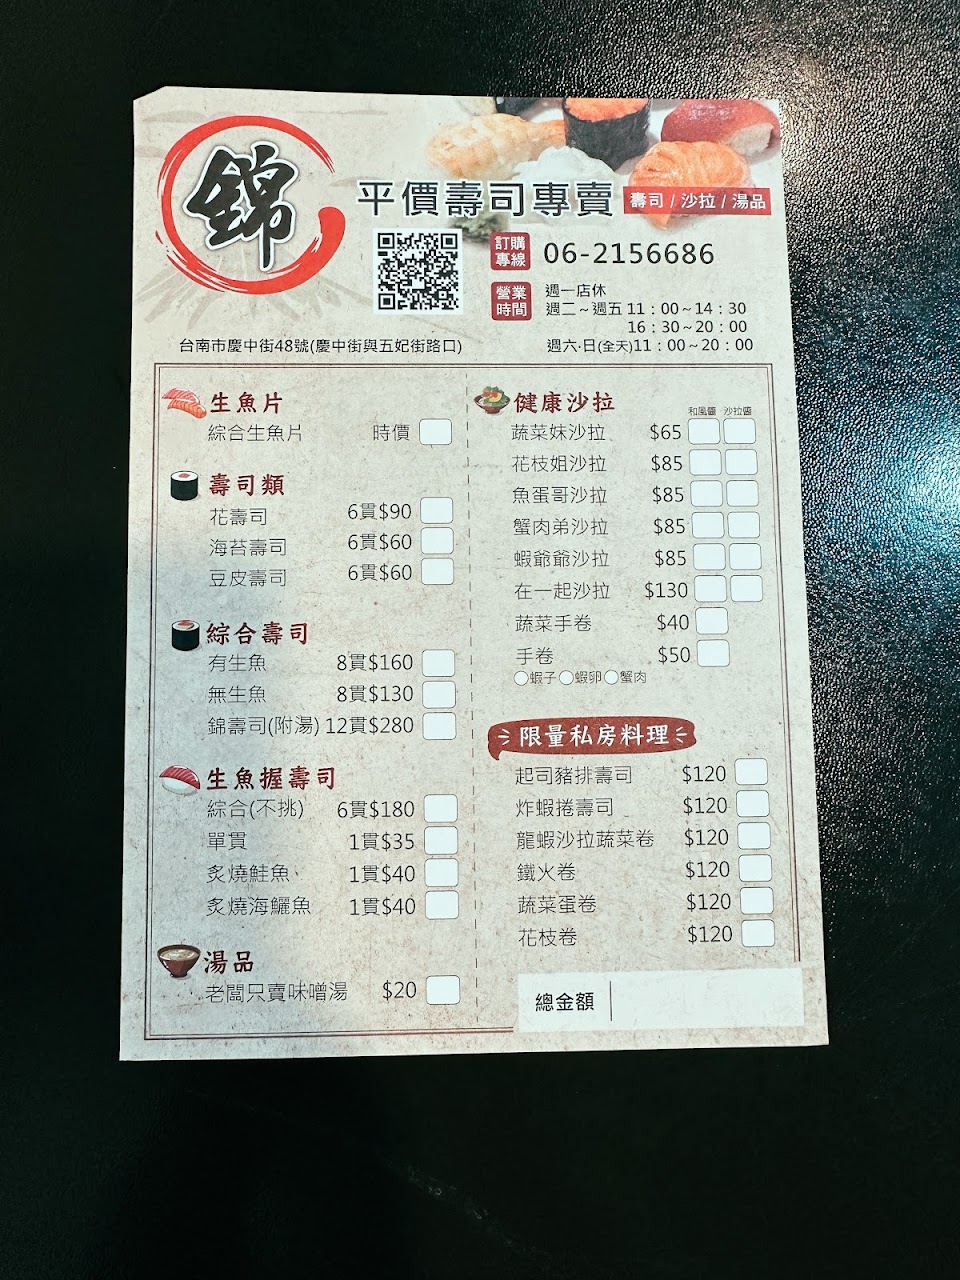 錦
平價壽司專賣 壽司/沙拉/湯品
訂購專線 06-2156686
營業時間 週一店休
週二~週五 11:00~14:30
16:30~20:00
週六·日(全天)11:00~20:00
台南市慶中街48號(慶中街與五妃街路口)
生魚片
綜合生魚片 時價
壽司類
花壽司 6貫$90
海苔壽司 6貫$60
豆皮壽司 6貫$60
綜合壽司
有生魚 8貫$160
無生魚 8貫$130
錦壽司(附湯) 12貫$280
生魚握壽司
綜合(不挑) 6貫$180
單貫 1貫$35
炙燒鮭魚 1貫$40
炙燒海鱺魚 1貫$40
湯品
老闆只賣味噌湯 $20
健康沙拉 和風醬 沙拉醬
蔬菜妹沙拉 $65
花枝姐沙拉 $85
魚蛋哥沙拉 $85
蟹肉弟沙拉 $85
蝦爺爺沙拉 $85
在一起沙拉 $130
蔬菜手卷 $40
手卷 $50
○蝦子○蝦卵○蟹肉
限量私房料理
起司豬排壽司 $120
炸蝦捲壽司 $120
龍蝦沙拉蔬菜卷 $120
鐵火卷 $120
蔬菜蛋卷 $120
花枝卷 $120
總金額